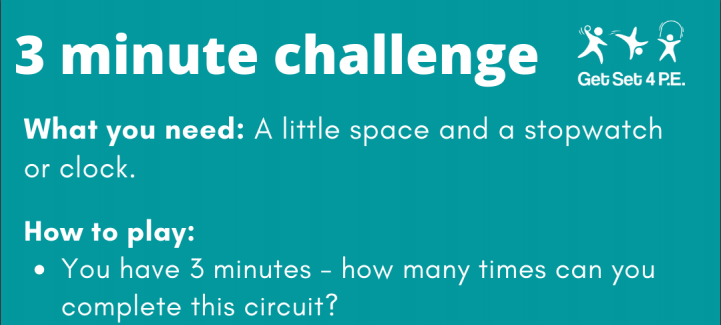 3 minute challenge
Get Set 4 P.E.
What you need: A little space and a stopwatch
or clock.
How to play:
• You have 3 minutes - how many times can you
complete this circuit?